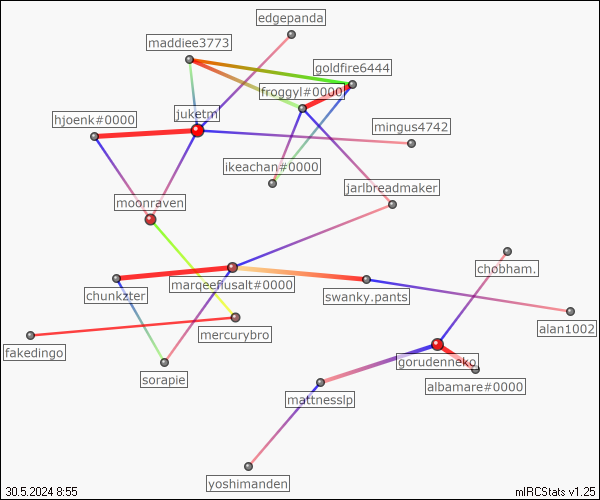 edgepanda
maddiee3773
goldfire6444
froggyl#0000
juketm
hjoenk#0000
mingus4742
ikeachan#0000
jarlbreadmaker
moonraven
chobham.
marqeeflusalt#0000
chunkzter
swanky.pants
alan1002
mercurybro
fakedingo
gorudenneko
sorapie
albamare#0000
mattnesslp
yoshimanden
30.5.2024 8:55
mIRCStats v1.25